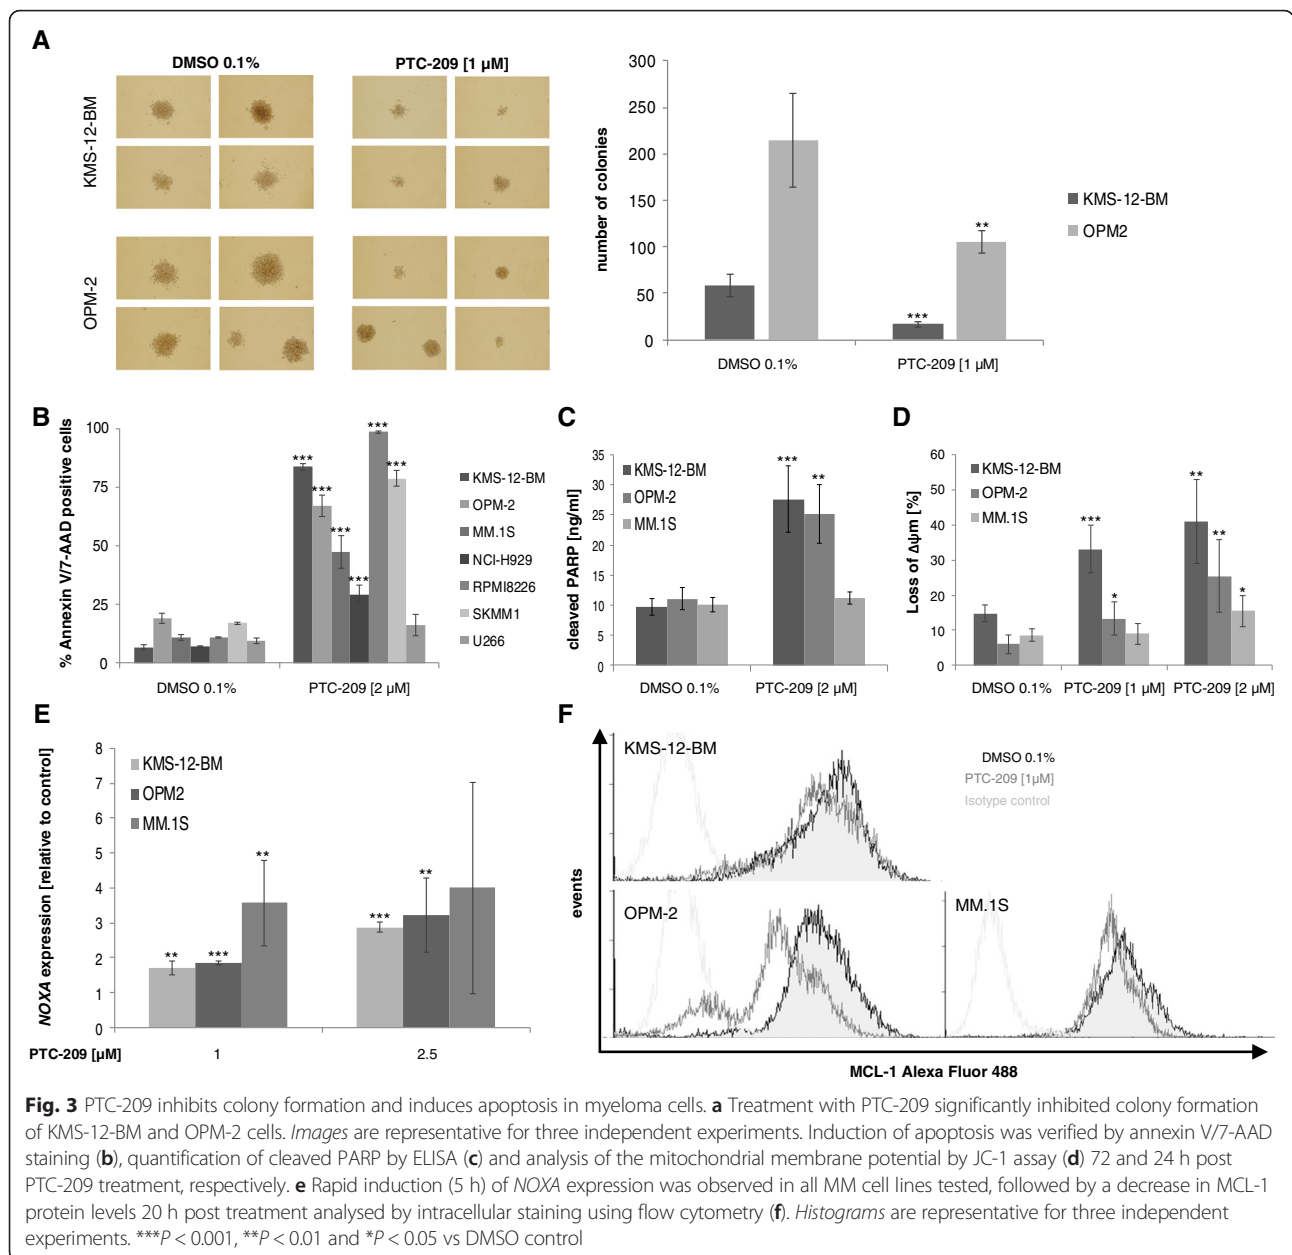 A
DMSO 0.1%
PTC-209 [1 µM]
KMS-12-BM
OPM-2
number of colonies
300
250
200
150
100
50
0
***
**
DMSO 0.1%
PTC-209 [1 µM]
KMS-12-BM
OPM2
B
% Annexin V/7-AAD positive cells
100
75
50
25
0
***
***
***
***
***
***
DMSO 0.1%
PTC-209 [2 µM]
KMS-12-BM
OPM-2
MM.1S
NCI-H929
RPMI8226
SKMM1
U266
C
cleaved PARP [ng/ml]
35
30
25
20
15
10
5
0
KMS-12-BM
OPM-2
MM.1S
***
**
DMSO 0.1%
PTC-209 [2 µM]
D
Loss of Δψm [%]
60
50
40
30
20
10
0
KMS-12-BM
OPM-2
MM.1S
***
*
**
**
*
DMSO 0.1%
PTC-209 [1 µM]
PTC-209 [2 µM]
E
NOXA expression [relative to control]
8
7
6
5
4
3
2
1
0
KMS-12-BM
OPM2
MM.1S
**
***
**
***
**
PTC-209 [µM]
1
2.5
F
events
KMS-12-BM
DMSO 0.1%
PTC-209 [1µM]
Isotype control
OPM-2
MM.1S
MCL-1 Alexa Fluor 488
Fig. 3 PTC-209 inhibits colony formation and induces apoptosis in myeloma cells. a Treatment with PTC-209 significantly inhibited colony formation
of KMS-12-BM and OPM-2 cells. Images are representative for three independent experiments. Induction of apoptosis was verified by annexin V/7-AAD
staining (b), quantification of cleaved PARP by ELISA (c) and analysis of the mitochondrial membrane potential by JC-1 assay (d) 72 and 24 h post
PTC-209 treatment, respectively. e Rapid induction (5 h) of NOXA expression was observed in all MM cell lines tested, followed by a decrease in MCL-1
protein levels 20 h post treatment analysed by intracellular staining using flow cytometry (f). Histograms are representative for three independent
experiments. ***P < 0.001, **P < 0.01 and *P < 0.05 vs DMSO control